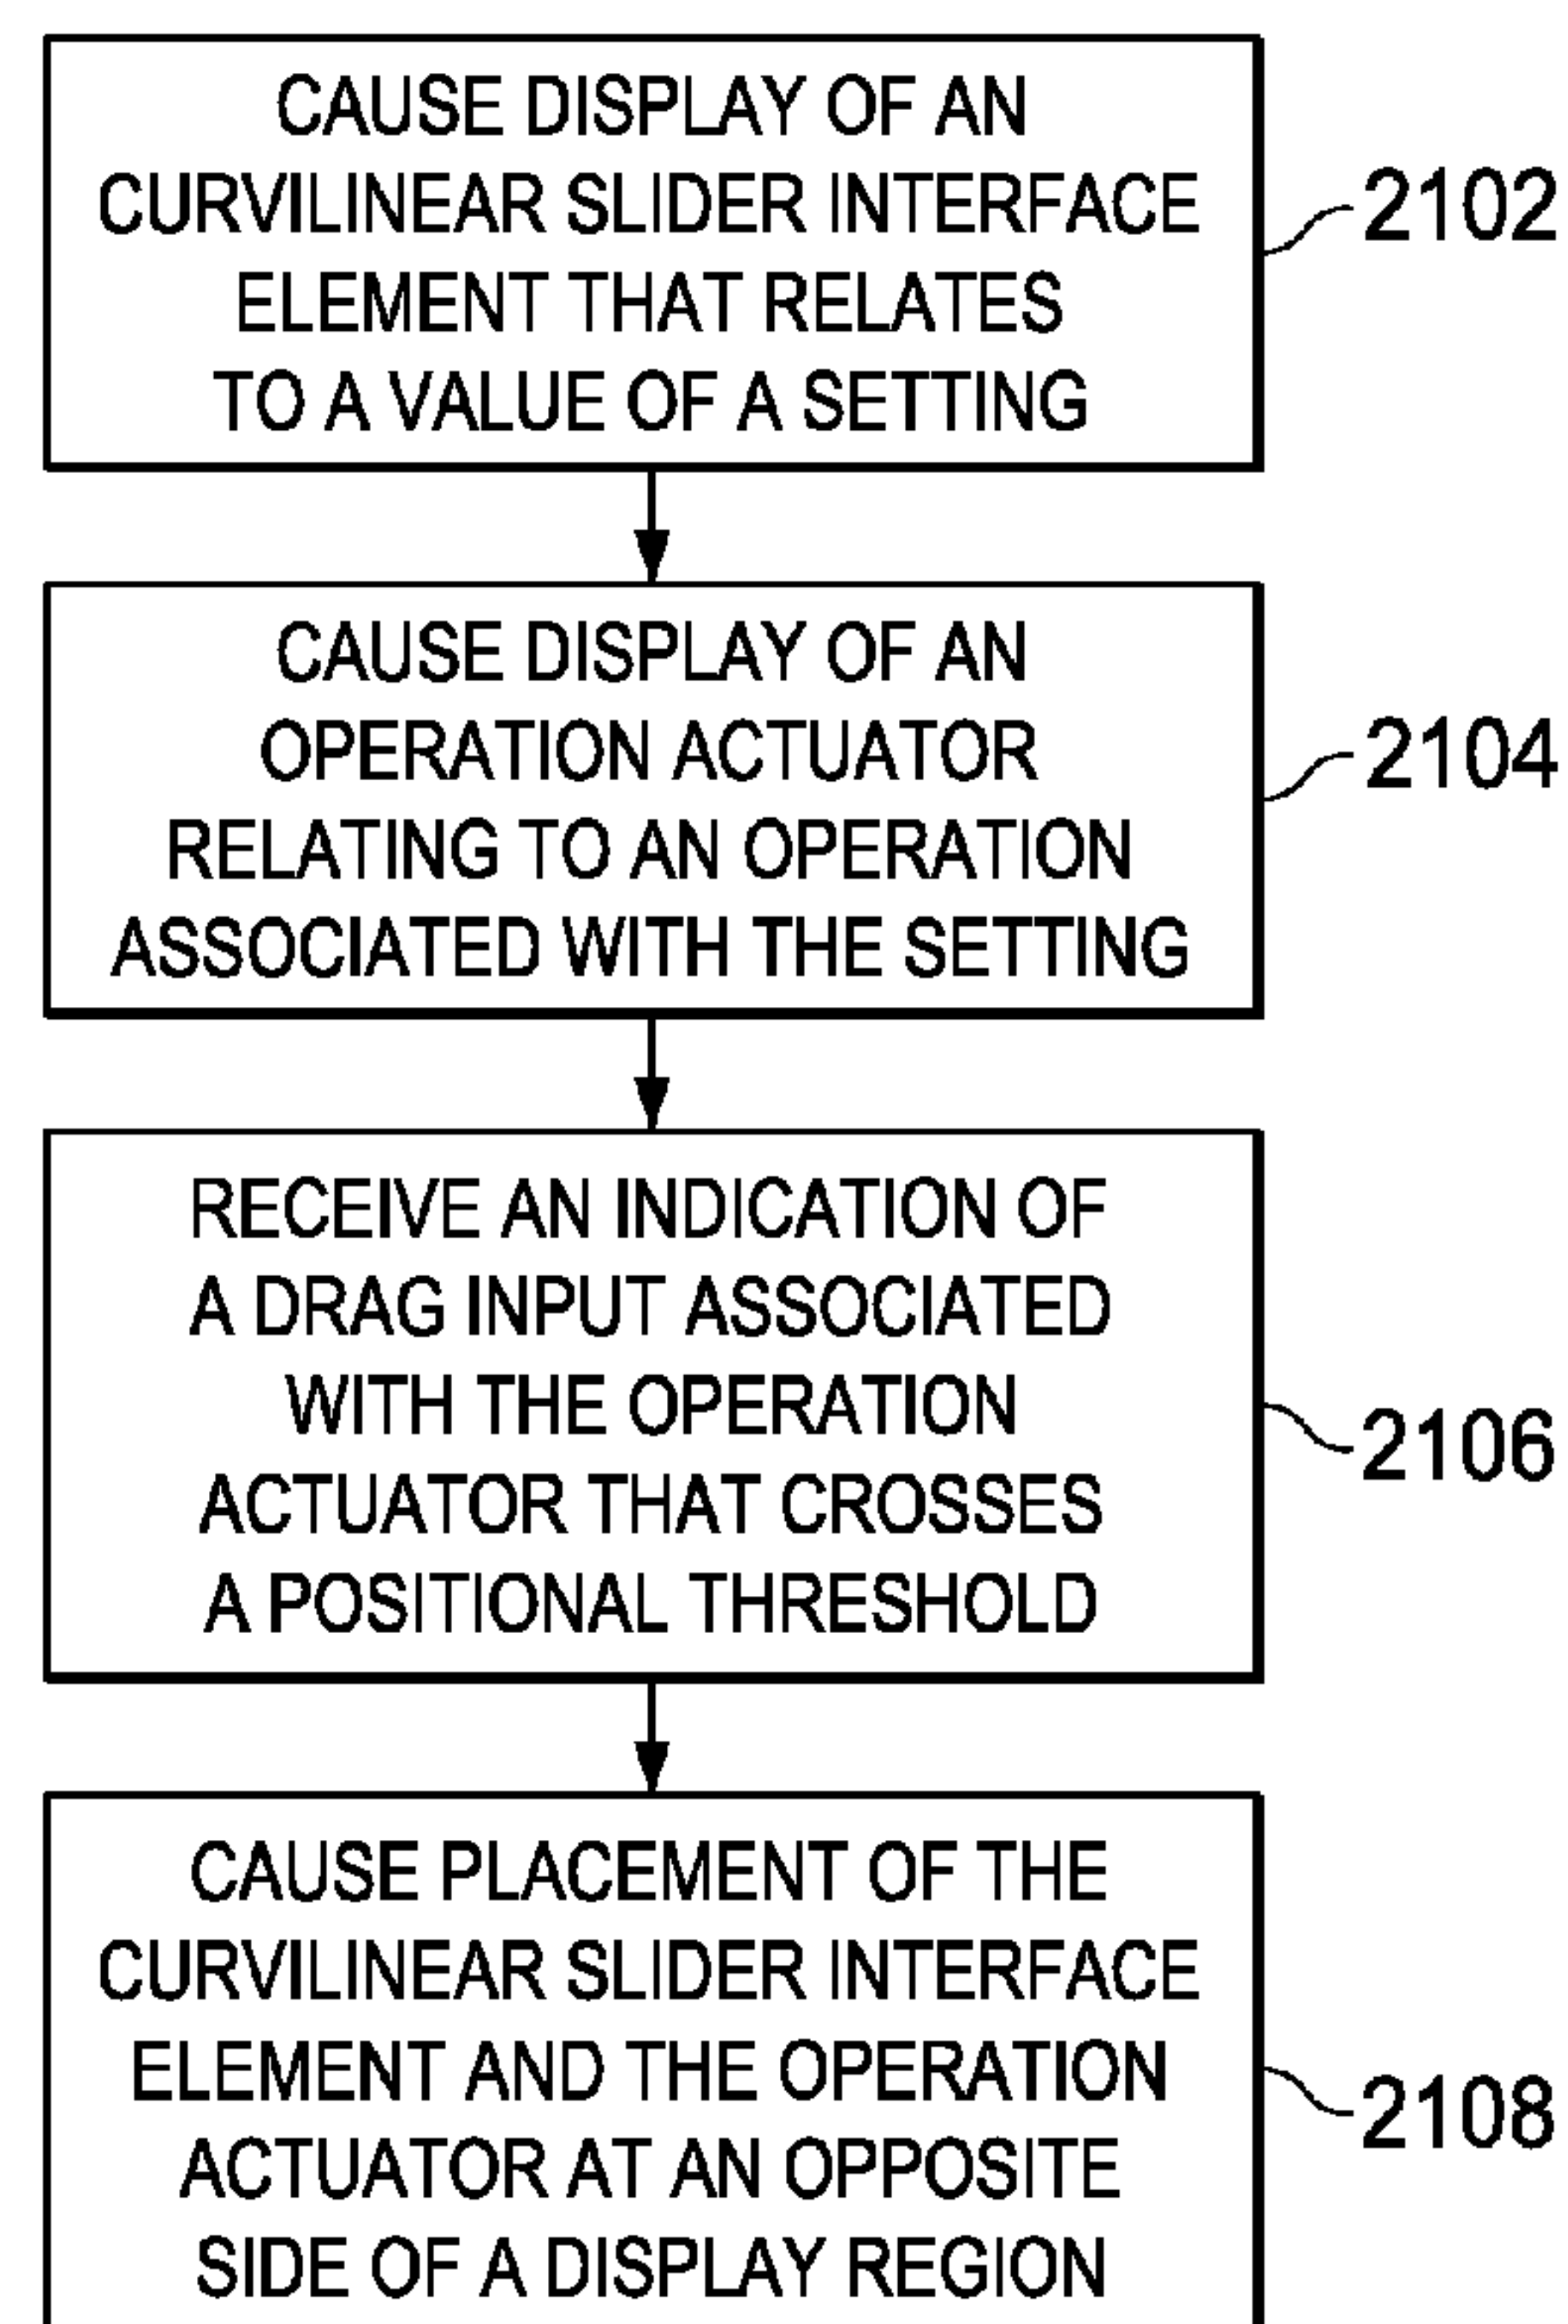 CAUSE DISPLAY OF AN
CURVILINEAR SLIDER INTERFACE
ELEMENT THAT RELATES
TO A VALUE OF A SETTING
2102
CAUSE DISPLAY OF AN
OPERATION ACTUATOR
RELATING TO AN OPERATION
ASSOCIATED WITH THE SETTING
2104
RECEIVE AN INDICATION OF
A DRAG INPUT ASSOCIATED
WITH THE OPERATION
ACTUATOR THAT CROSSES
A POSITIONAL THRESHOLD
2106
CAUSE PLACEMENT OF THE
CURVILINEAR SLIDER INTERFACE
ELEMENT AND THE OPERATION
ACTUATOR AT AN OPPOSITE
SIDE OF A DISPLAY REGION
2108